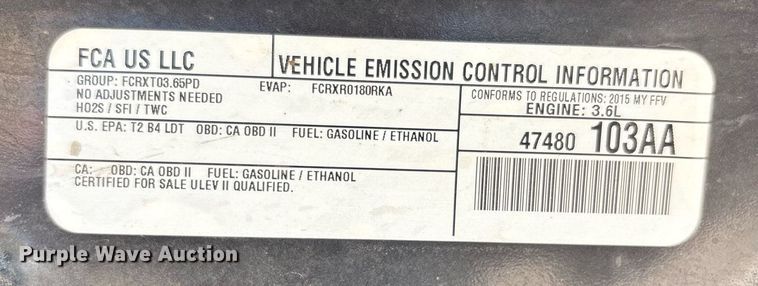 FCA US LLC
VEHICLE EMISSION CONTROL INFORMATION
GROUP: FCRXT03.65PD EVAP: FCRXR0180RKA
NO ADJUSTMENTS NEEDED
HO2S / SFI / TWC
CONFORMS TO REGULATIONS: 2015 MY FFV
ENGINE: 3.6L
U.S. EPA: T2 B4 LDT OBD: CA OBD II FUEL: GASOLINE / ETHANOL
47480 103AA
CA: OBD: CA OBD II FUEL: GASOLINE / ETHANOL
CERTIFIED FOR SALE ULEV II QUALIFIED.
Purple Wave Auction